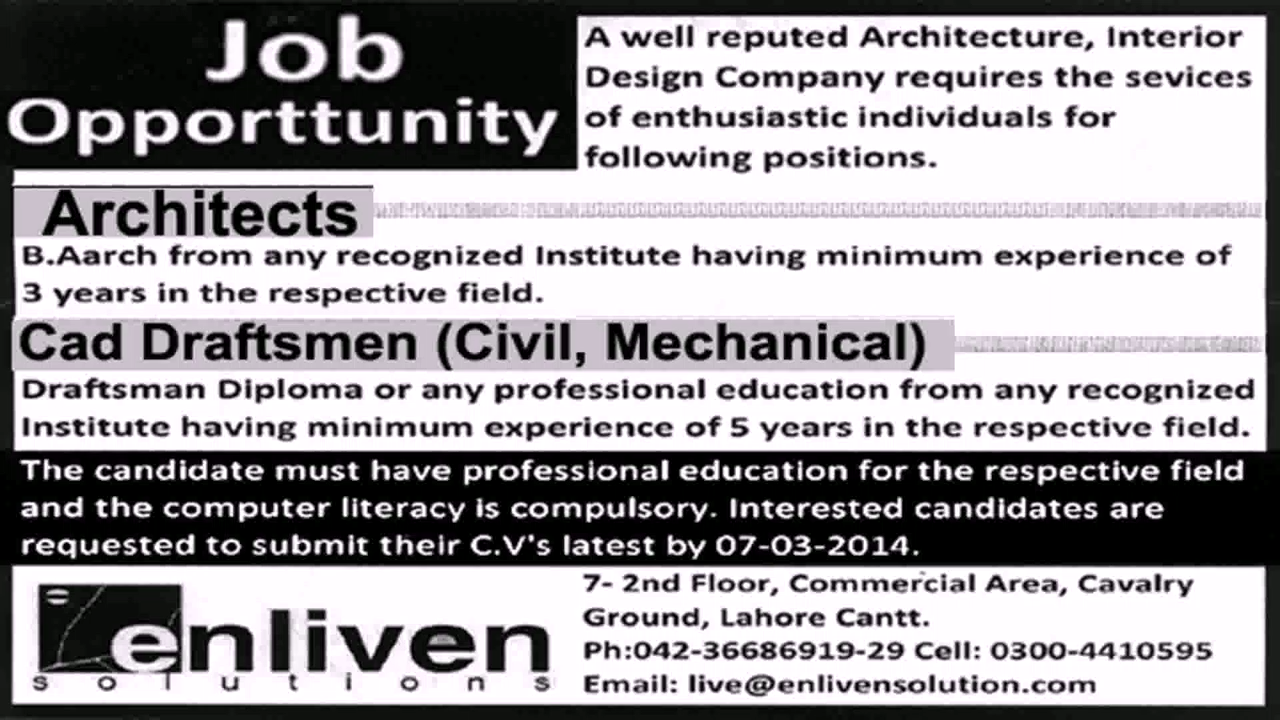 Job
Opporttunity
A well reputed Architecture, Interior
Design Company requires the sevices
of enthusiastic individuals for
following positions.
Architects
B.Aarch from any recognized Institute having minimum experience of
3 years in the respective field.
Cad Draftsmen (Civil, Mechanical)
Draftsman Diploma or any professional education from any recognized
Institute having minimum experience of 5 years in the respective field.
The candidate must have professional education for the respective field
and the computer literacy is compulsory. Interested candidates are
requested to submit their C.V's latest by 07-03-2014.
enliven
solutions
7- 2nd Floor, Commercial Area, Cavalry
Ground, Lahore Cantt.
Ph:042-36686919-29 Cell: 0300-4410595
Email: live@enlivensolution.com